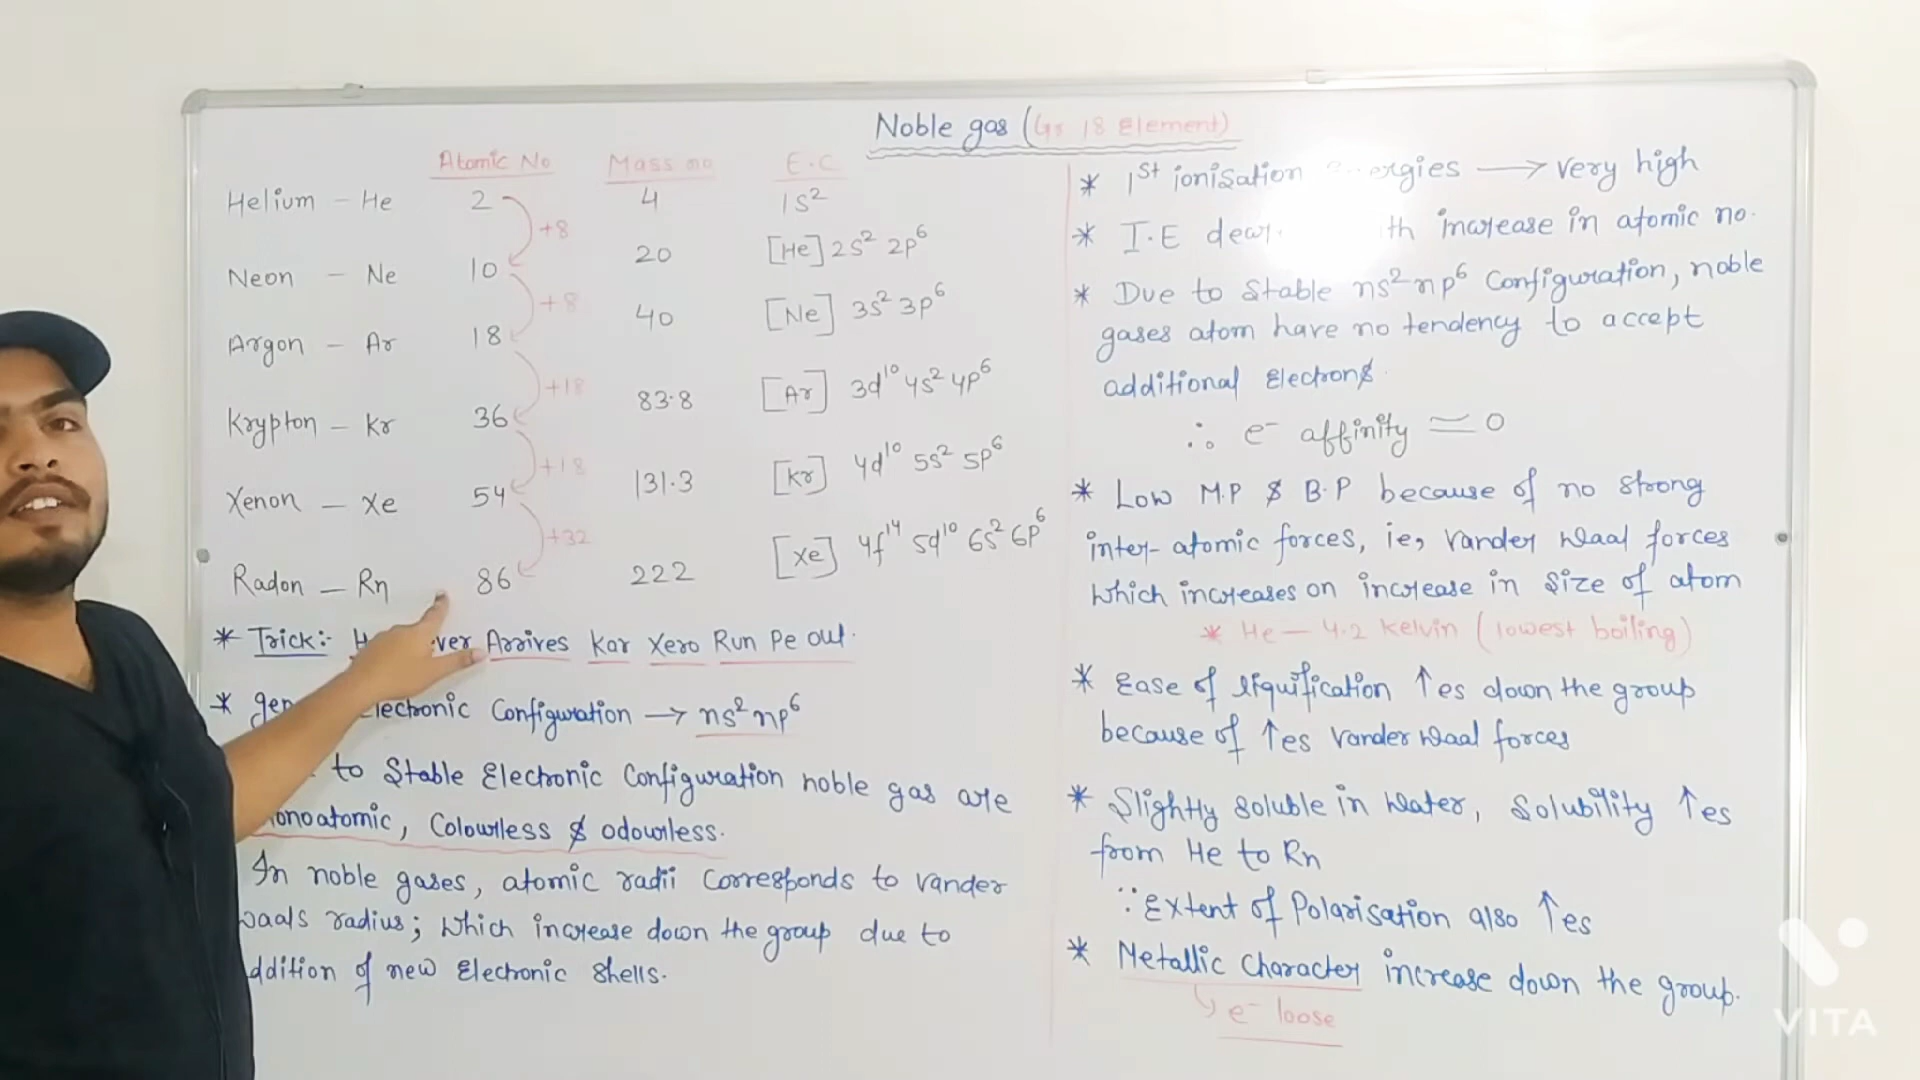 Noble gas (Gr 18 Element)
Atomic No Mass no E.C
Helium - He 2 4 1s²
+8
Neon - Ne 10 20 [He] 2s² 2p⁶
+8
Argon - Ar 18 40 [Ne] 3s² 3p⁶
+18
Krypton - Kr 36 83.8 [Ar] 3d¹⁰ 4s² 4p⁶
+18
Xenon - Xe 54 131.3 [Kr] 4d¹⁰ 5s² 5p⁶
+32
Radon - Rn 86 222 [Xe] 4f¹⁴ 5d¹⁰ 6s² 6p⁶
* Trick:- Arrives Kar Xero Run Pe out.
* Electronic Configuration → ns² np⁶
to Stable Electronic Configuration noble gas are
monoatomic, Colourless & odourless.
In noble gases, atomic radii Corresponds to vander
waals radius; which increase down the group due to
addition of new Electronic Shells.
* 1st ionisation energies → very high
* I.E increase in atomic no.
* Due to Stable ns² np⁶ Configuration, noble
gases atom have no tendency to accept
additional Electrons.
∴ e⁻ affinity ≃ 0
* Low M.P & B.P because of no strong
inter-atomic forces, ie, vander waal forces
which increases on increase in size of atom
* He — 4.2 kelvin (lowest boiling)
* Ease of liquification ↑es down the group
because of ↑es vander waal forces
* Slightly soluble in water, solubility ↑es
from He to Rn
∵ Extent of Polarisation also ↑es
* Metallic Character increase down the group.
↳ e⁻ loose
VITA